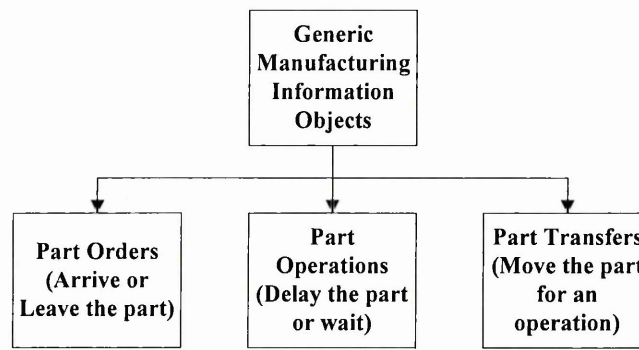 Generic
Manufacturing
Information
Objects
Part Orders
(Arrive or
Leave the part)
Part
Operations
(Delay the part
or wait)
Part Transfers
(Move the part
for an
operation)